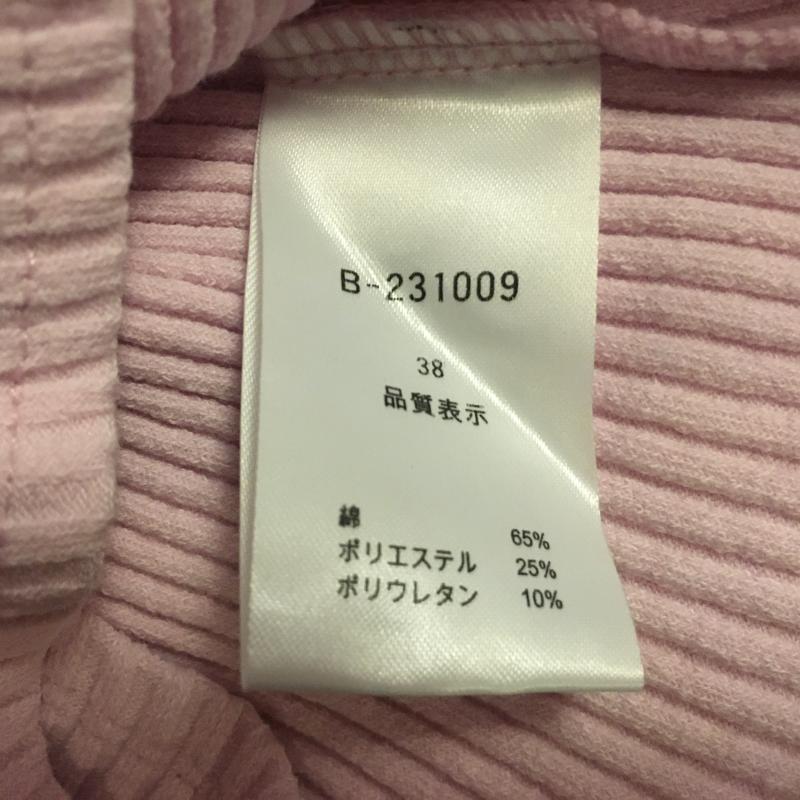 B-231009
38
品質表示
綿 65%
ポリエステル 25%
ポリウレタン 10%